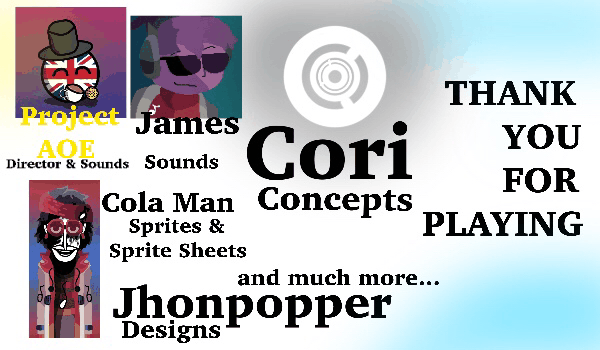 Project
AOE
Director & Sounds
James
Sounds
Cori
Concepts
Cola Man
Sprites &
Sprite Sheets
and much more...
Jhonpopper
Designs
THANK
YOU
FOR
PLAYING